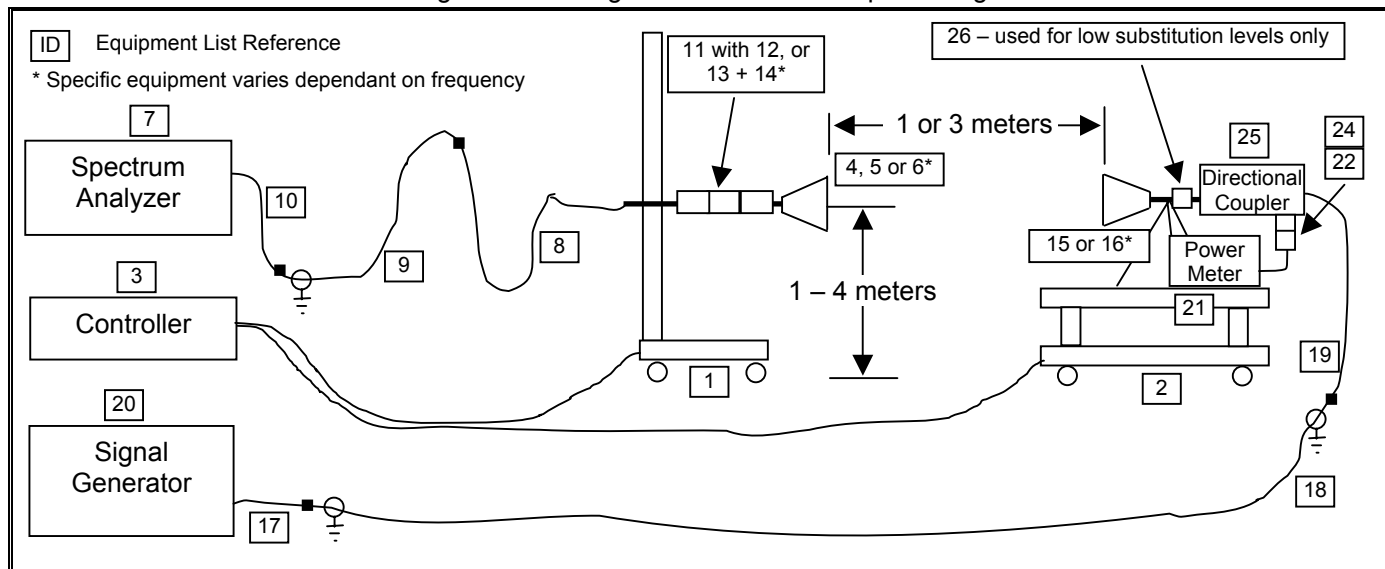 ID Equipment List Reference
* Specific equipment varies dependant on frequency
11 with 12, or
13 + 14*
26 – used for low substitution levels only
7
Spectrum
Analyzer
10
9
8
4, 5 or 6*
1 or 3 meters
25
24
22
Directional
Coupler
15 or 16*
Power
Meter
21
1 – 4 meters
3
Controller
1
2
19
20
Signal
Generator
17
18